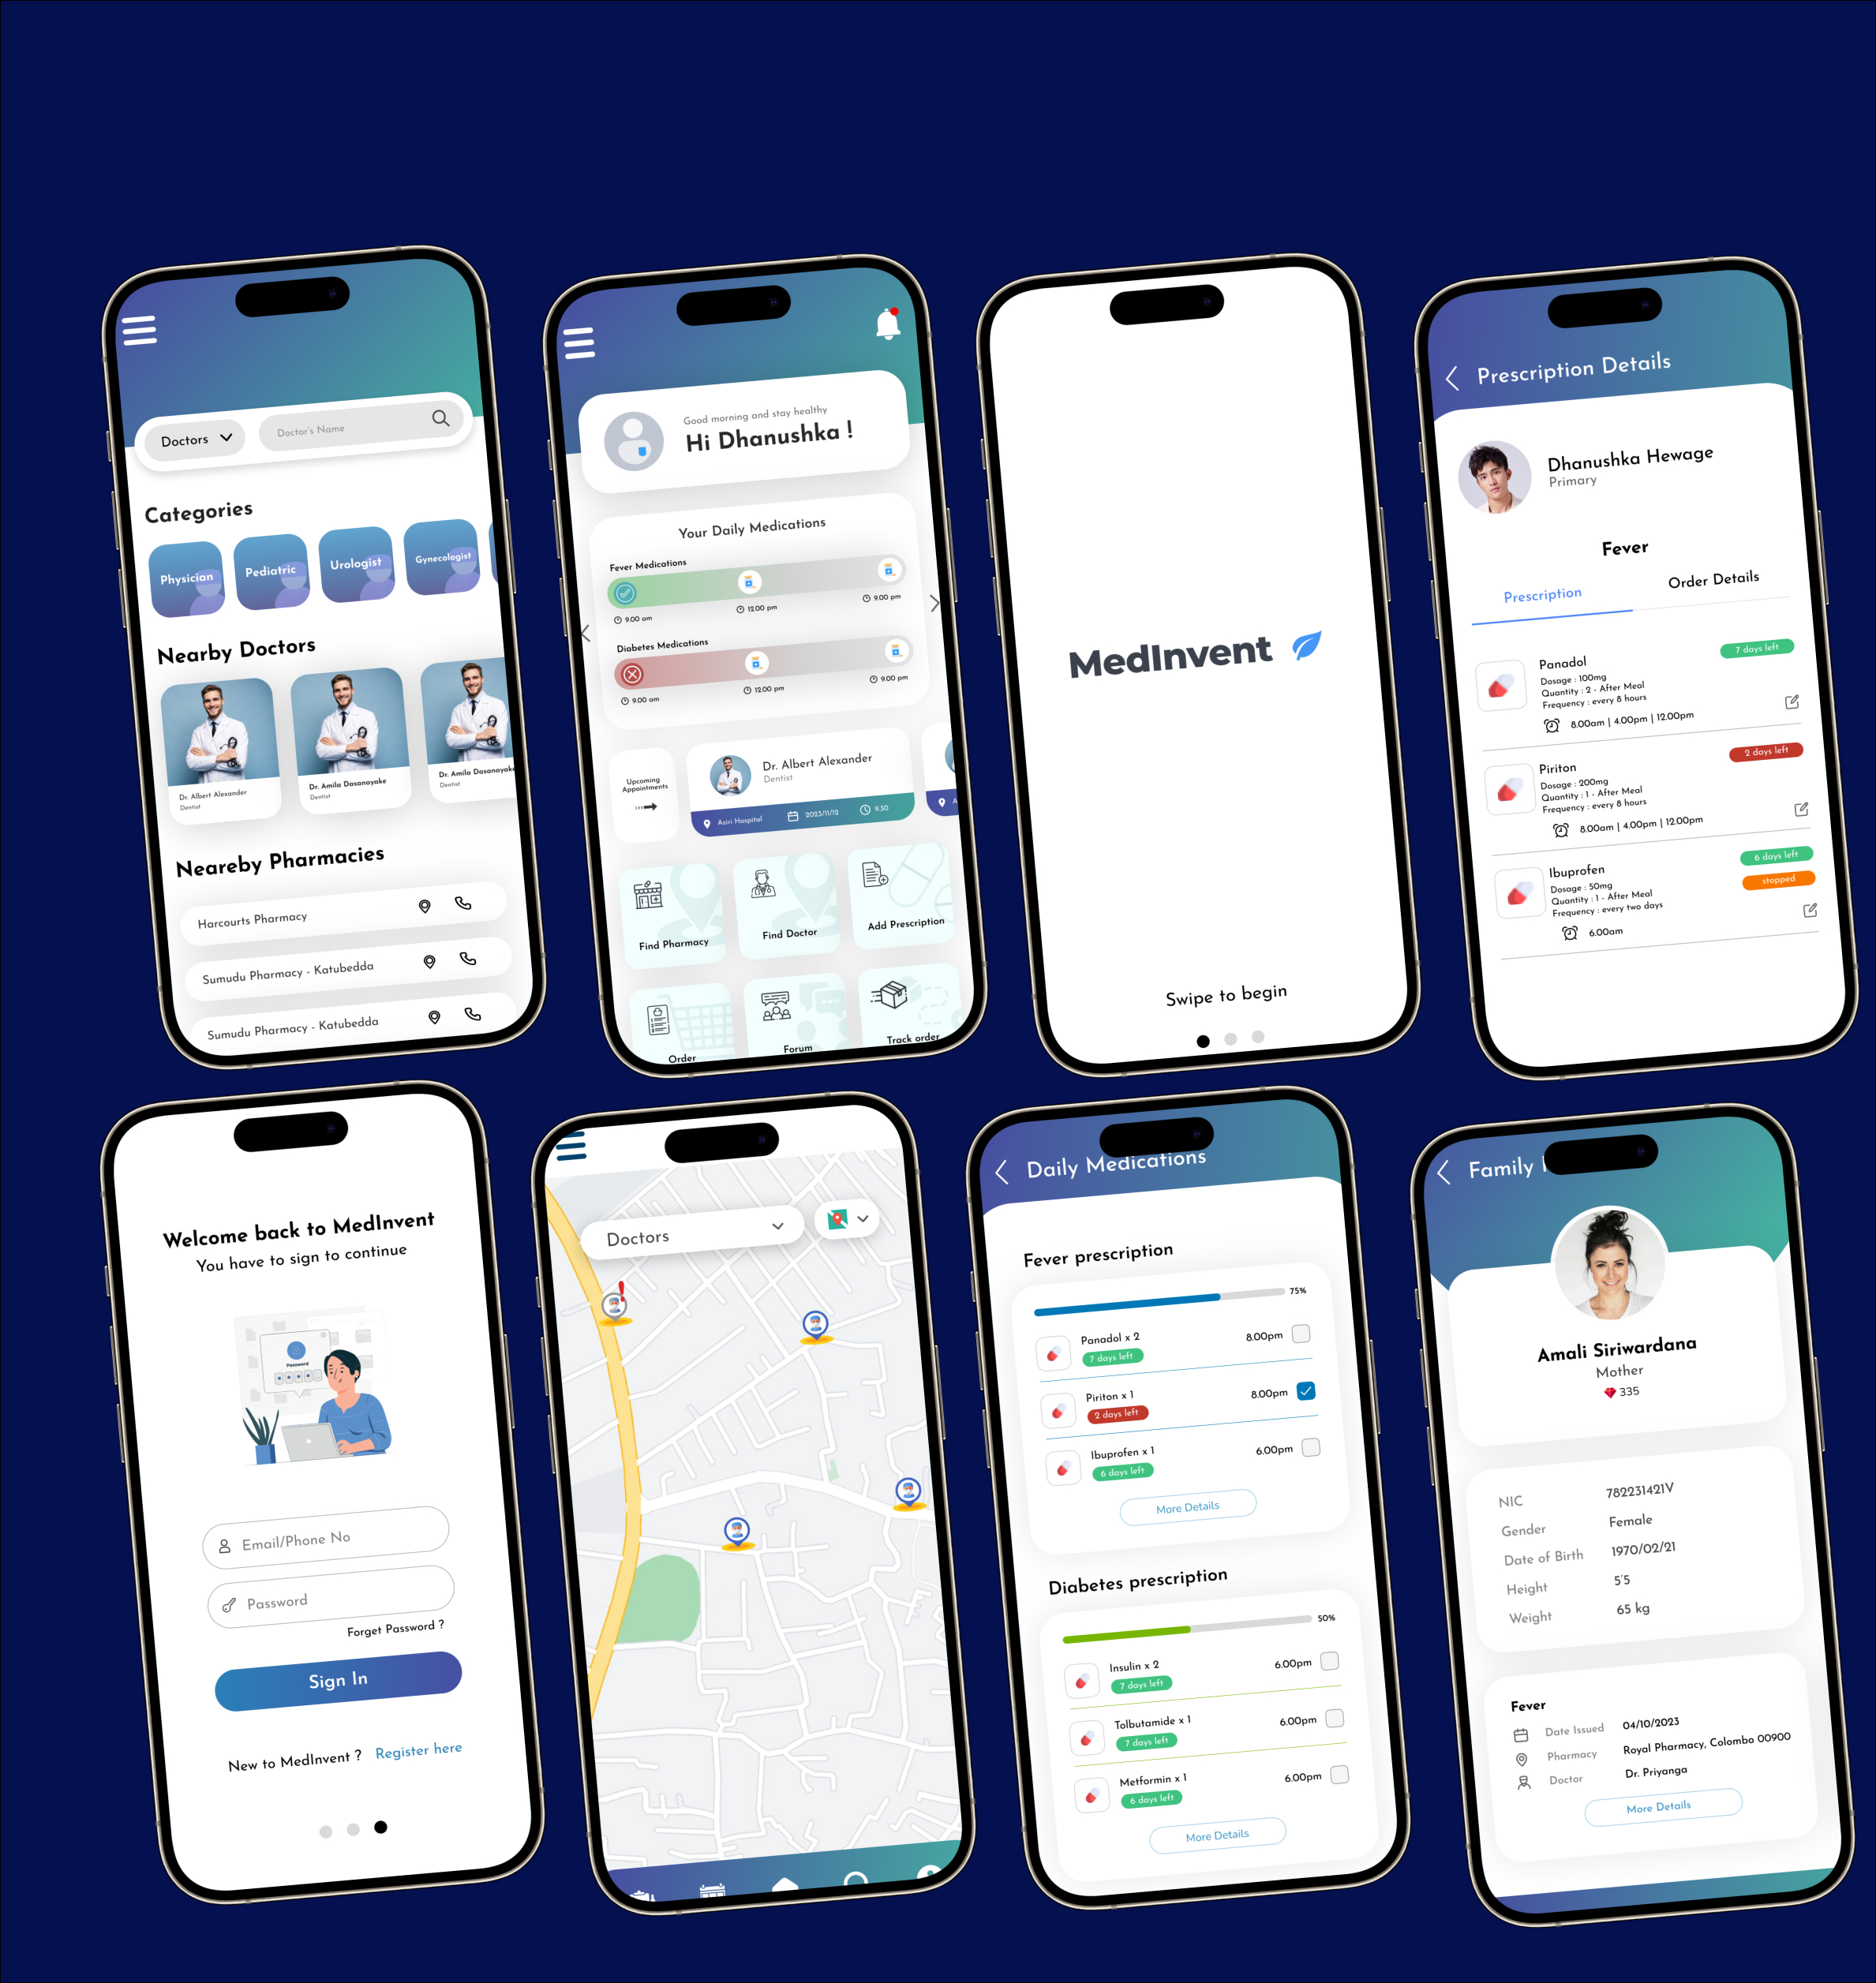 Doctors
Doctor's Name
Categories
Physician
Pediatric
Urologist
Gynecologist
Nearby Doctors
Dr. Albert Alexander
Dentist
Dr. Amila Dasanayake
Dentist
Dr. Amila Dasanayake
Dentist
Neareby Pharmacies
Harcourts Pharmacy
Sumudu Pharmacy - Katubedda
Sumudu Pharmacy - Katubedda
Good morning and stay healthy
Hi Dhanushka !
Your Daily Medications
Fever Medications
9.00 am
12.00 pm
9.00 pm
Diabetes Medications
9.00 am
12.00 pm
9.00 pm
Upcoming
Appointments
Dr. Albert Alexander
Dentist
Asiri Hospital
2023/11/12
9.30
A
Find Pharmacy
Find Doctor
Add Prescription
Order
Forum
Track order
MedInvent
Swipe to begin
Prescription Details
Dhanushka Hewage
Primary
Fever
Prescription
Order Details
Panadol
7 days left
Dosage : 100mg
Quantity : 2 - After Meal
Frequency : every 8 hours
8.00am | 4.00pm | 12.00pm
Piriton
2 days left
Dosage : 200mg
Quantity : 1 - After Meal
Frequency : every 8 hours
8.00am | 4.00pm | 12.00pm
Ibuprofen
6 days left
Dosage : 50mg
stopped
Quantity : 1 - After Meal
Frequency : every two days
6.00am
Welcome back to MedInvent
You have to sign to continue
Password
Email/Phone No
Password
Forget Password ?
Sign In
New to MedInvent ? Register here
Doctors
Daily Medications
Fever prescription
75%
Panadol x 2
7 days left
8.00pm
Piriton x 1
2 days left
8.00pm
Ibuprofen x 1
6 days left
6.00pm
More Details
Diabetes prescription
50%
Insulin x 2
7 days left
6.00pm
Tolbutamide x 1
7 days left
6.00pm
Metformin x 1
6 days left
6.00pm
More Details
Family
Amali Siriwardana
Mother
335
NIC 782231421V
Gender Female
Date of Birth 1970/02/21
Height 5'5
Weight 65 kg
Fever
Date Issued 04/10/2023
Pharmacy Royal Pharmacy, Colombo 00900
Doctor Dr. Priyanga
More Details